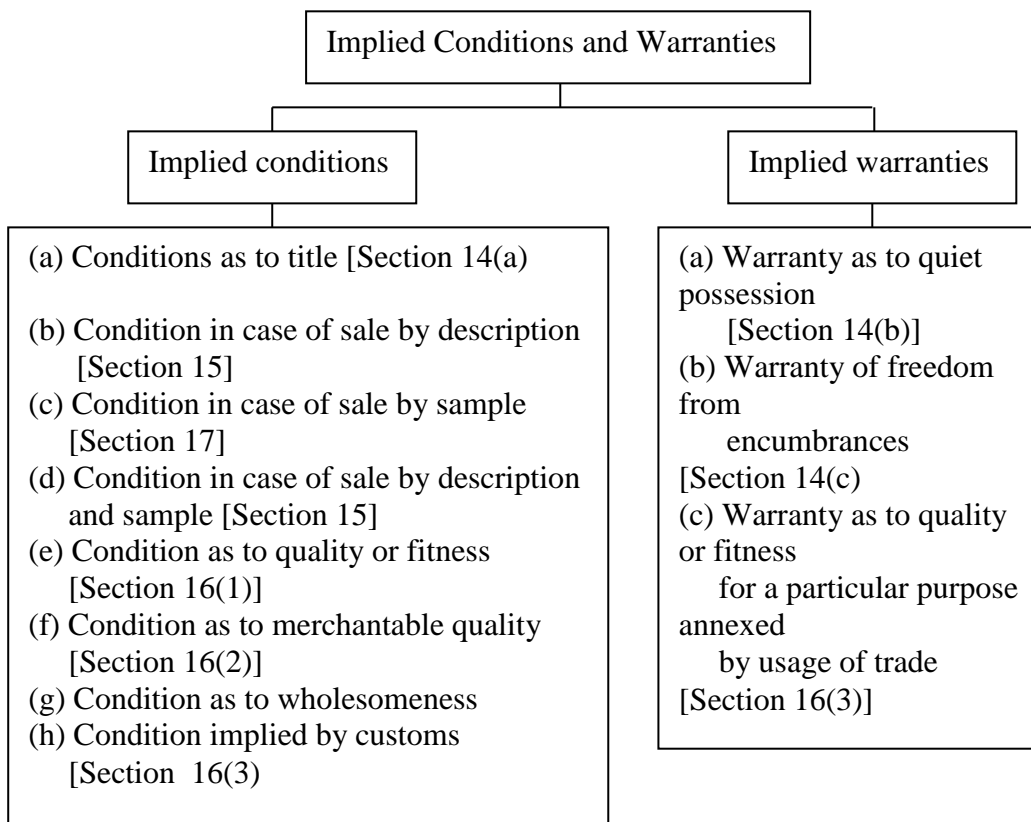 Implied Conditions and Warranties
Implied conditions
Implied warranties
(a) Conditions as to title [Section 14(a)
(b) Condition in case of sale by description
[Section 15]
(c) Condition in case of sale by sample
[Section 17]
(d) Condition in case of sale by description
and sample [Section 15]
(e) Condition as to quality or fitness
[Section 16(1)]
(f) Condition as to merchantable quality
[Section 16(2)]
(g) Condition as to wholesomeness
(h) Condition implied by customs
[Section 16(3)
(a) Warranty as to quiet
possession
[Section 14(b)]
(b) Warranty of freedom
from
encumbrances
[Section 14(c)
(c) Warranty as to quality
or fitness
for a particular purpose
annexed
by usage of trade
[Section 16(3)]